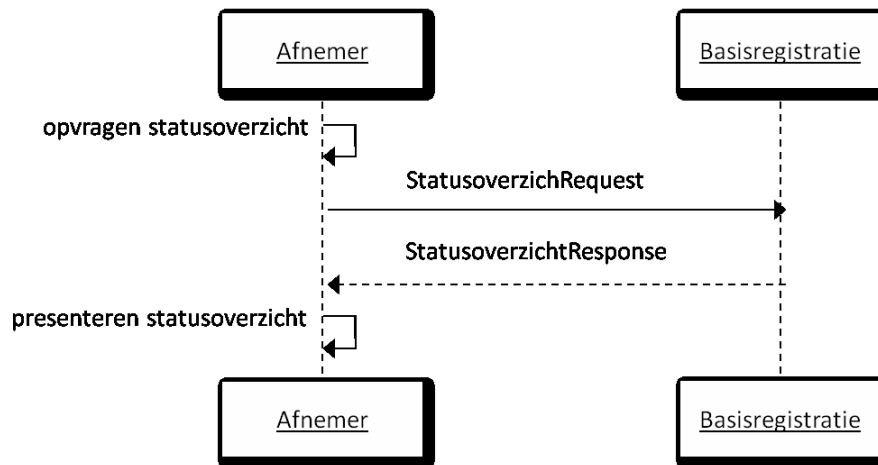 Afnemer
Basisregistratie
opvragen statusoverzicht
StatusoverzichRequest
StatusoverzichtResponse
presenteren statusoverzicht
Afnemer
Basisregistratie